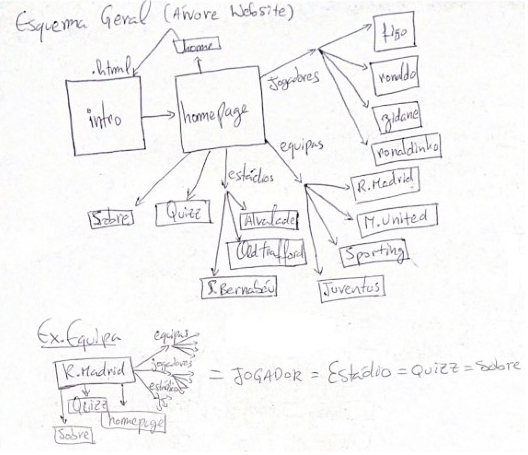 Esquema Geral (Árvore Website)
home
.html
intro
homepage
jogadores
figo
ronaldo
zidane
ronaldinho
equipas
R.Madrid
M.United
Sporting
Juventus
estádios
Alvalade
Old trafford
S.Bernabéu
Sobre
Quizz
Ex.Equipa
R.Madrid
equipas
jogadores
estádios
Quizz
homepage
Sobre
= JOGADOR = Estádio = Quizz = Sobre